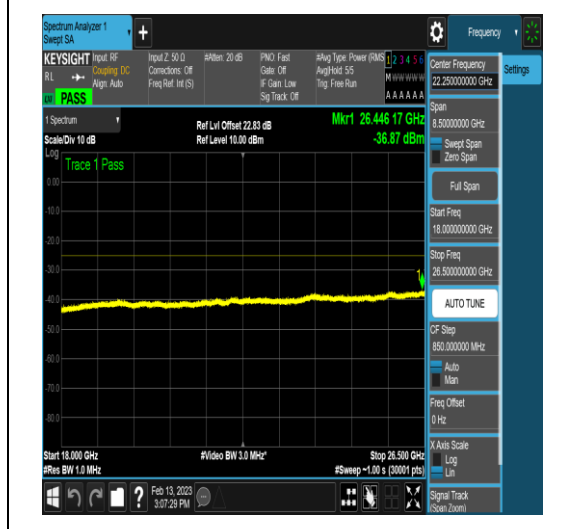 Spectrum Analyzer 1
Swept SA
+
Frequency
KEYSIGHT
RL
PASS
Input: RF
Coupling: DC
Align: Auto
Input Z: 50 Ω
Corrections: Off
Freq Ref: Int (S)
#Atten: 20 dB
PNO: Fast
Gate: Off
IF Gain: Low
Sig Track: Off
#Avg Type: Power (RMS
Avg|Hold: 5/5
Trig: Free Run
1 2 3 4 5 6
M W W W W W
A A A A A A
Center Frequency
22.250000000 GHz
Settings
Span
8.50000000 GHz
Swept Span
Zero Span
Full Span
Start Freq
18.000000000 GHz
Stop Freq
26.500000000 GHz
AUTO TUNE
CF Step
850.000000 MHz
Auto
Man
Freq Offset
0 Hz
X Axis Scale
Log
Lin
Signal Track
(Span Zoom)
1 Spectrum
Scale/Div 10 dB
Ref Lvl Offset 22.83 dB
Ref Level 10.00 dBm
Mkr1 26.446 17 GHz
-36.87 dBm
Log
Trace 1 Pass
0.00
-10.0
-20.0
-30.0
-40.0
-50.0
-60.0
-70.0
-80.0
1
Start 18.000 GHz
#Res BW 1.0 MHz
#Video BW 3.0 MHz*
Stop 26.500 GHz
#Sweep ~1.00 s (30001 pts)
?
Feb 13, 2023
3:07:29 PM